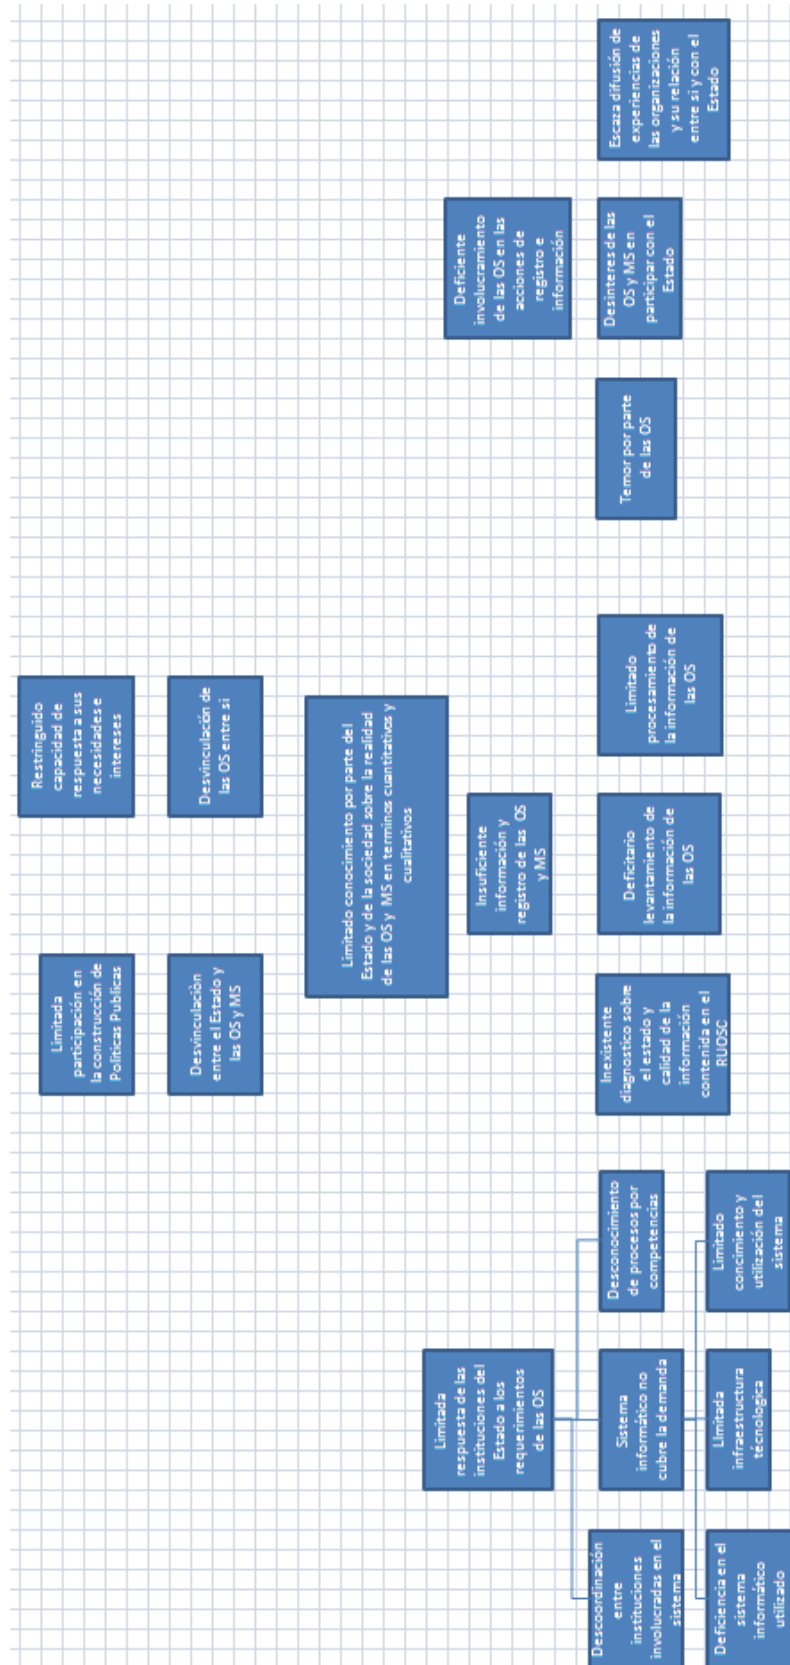 Limitada
participación en
la construcción de
Politicas Publicas
Restringuido
capacidad de
respuesta a sus
necesidades e
intereses
Desvinculación
entre el Estado y
las OS y MS
Desvinculación de
las OS entre si
Limitado conocimiento por parte del
Estado y de la sociedad sobre la realidad
de las OS y MS en terminos cuantitativos y
cualitativos
Limitada
respuesta de las
instituciones del
Estado a los
requerimientos
de las OS
Insuficiente
información y
registro de las OS
y MS
Deficiente
involucramiento
de las OS en las
acciones de
registro e
información
Descoordinación
entre
instituciones
involucradas en el
sistema
Sistema
informático no
cubre la demanda
Desconocimiento
de procesos por
competencias
Inexistente
diagnostico sobre
el estado y
calidad de la
información
contenida en el
RUOSC
Deficitario
levantamiento de
la información de
las OS
Limitado
procesamiento de
la información de
las OS
Temor por parte
de las OS
Desinteres de las
OS y MS en
participar con el
Estado
Escaza difusión de
experiencias de
las organizaciones
y su relación
entre si y con el
Estado
Deficiencia en el
sistema
informático
utilizado
LImitada
infraestructura
técnologica
Limitado
concimiento y
utilización del
sistema